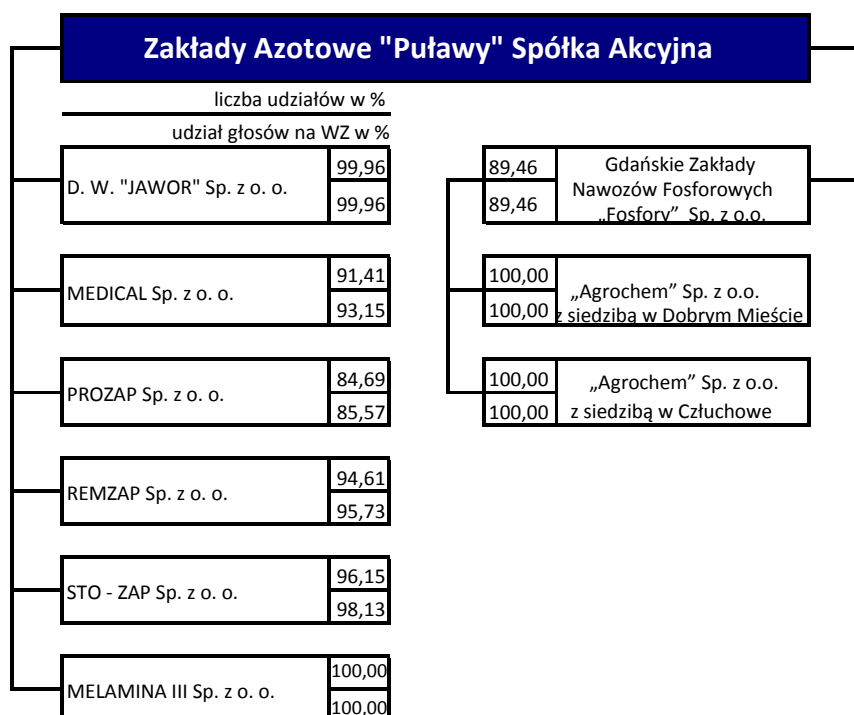 Zakłady Azotowe "Puławy" Spółka Akcyjna
liczba udziałów w %
udział głosów na WZ w %
D. W. "JAWOR" Sp. z o. o.
99,96
99,96
MEDICAL Sp. z o. o.
91,41
93,15
PROZAP Sp. z o. o.
84,69
85,57
REMZAP Sp. z o. o.
94,61
95,73
STO - ZAP Sp. z o. o.
96,15
98,13
MELAMINA III Sp. z o. o.
100,00
100,00
89,46
89,46
Gdańskie Zakłady
Nawozów Fosforowych
„Fosfory” Sp. z o.o.
100,00
100,00
„Agrochem” Sp. z o.o.
z siedzibą w Dobrym Mieście
100,00
100,00
„Agrochem” Sp. z o.o.
z siedzibą w Człuchowe